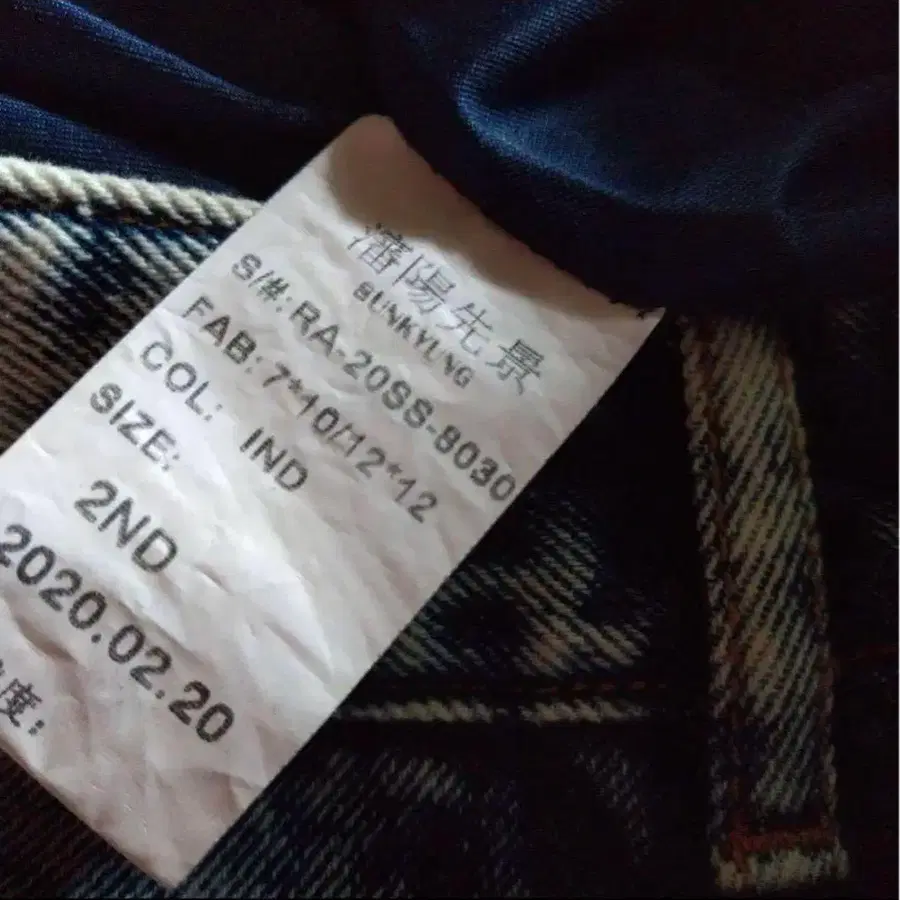 瀋陽先景
SUNKYUNG
S/#: RA-20SS-8030
FAB: 7*10/12*12
COL: IND
SIZE:
2ND
2020.02.20
度: